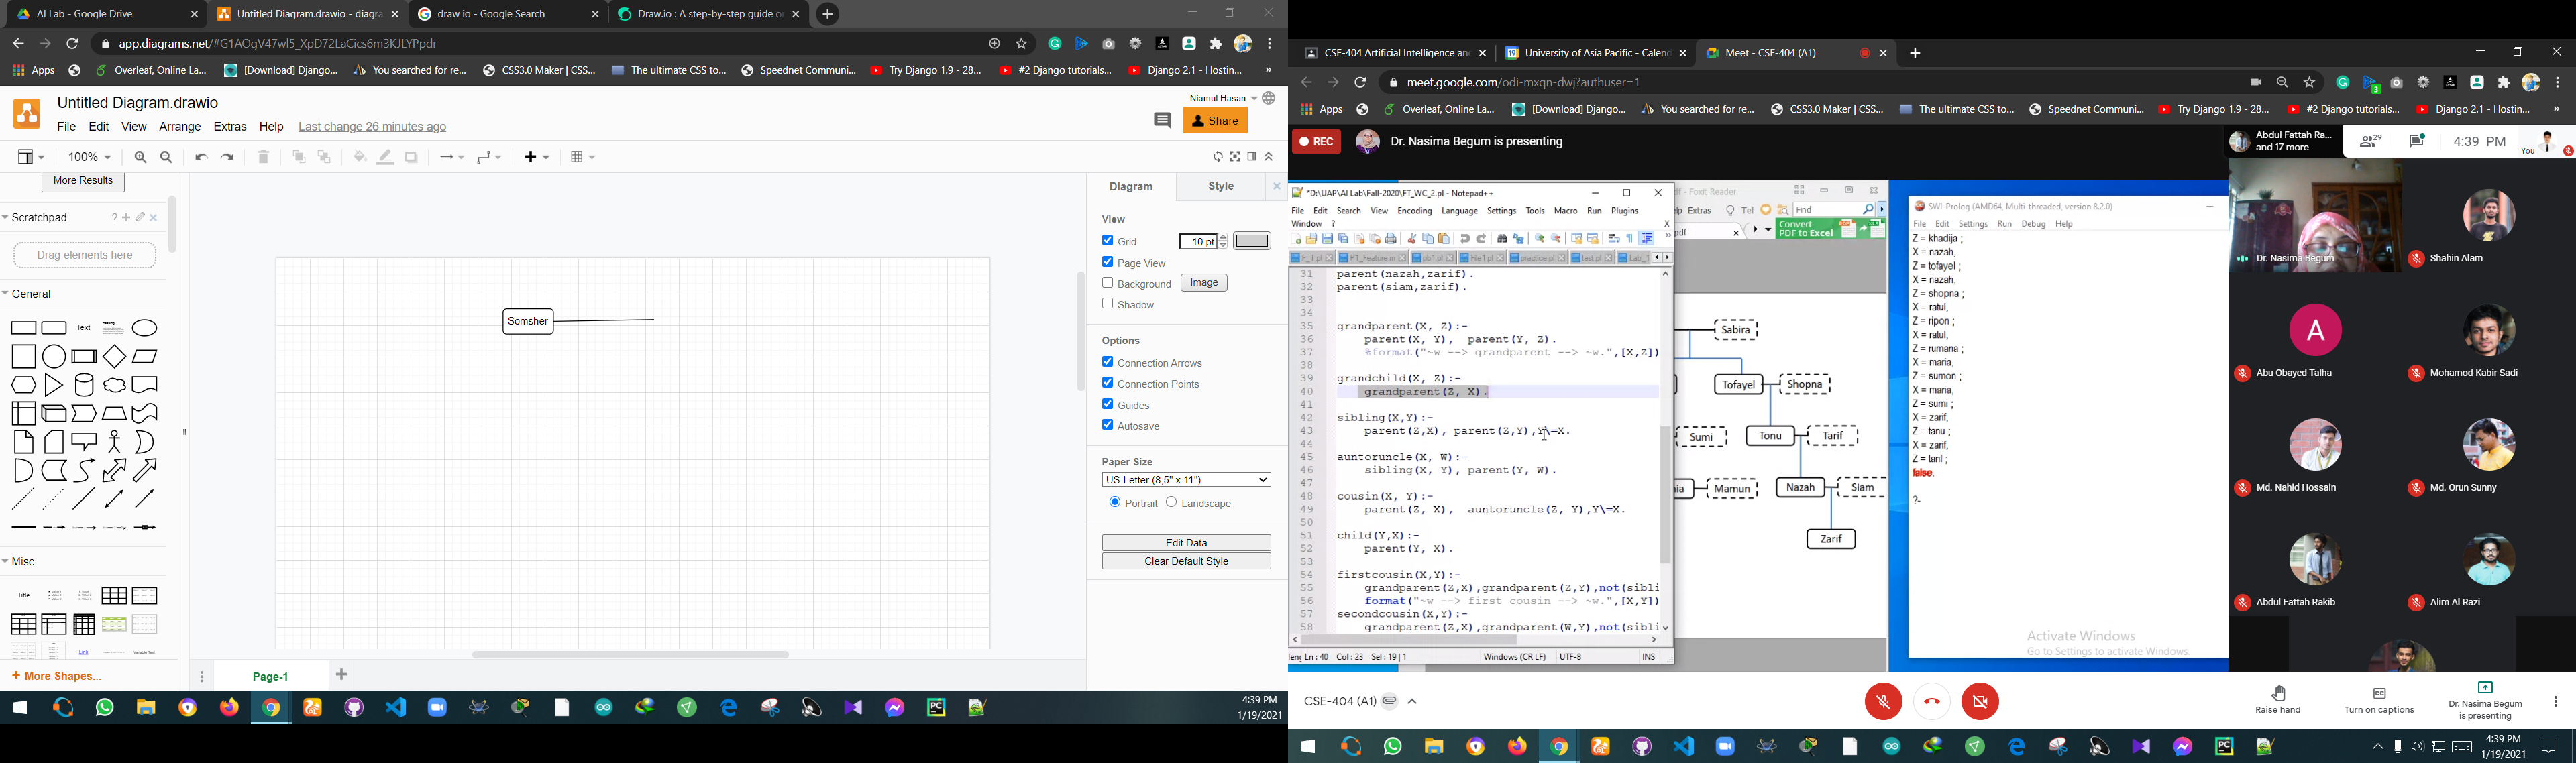 AI Lab - Google Drive
Untitled Diagram.drawio - diagra
draw io - Google Search
Draw.io : A step-by-step guide o
app.diagrams.net/#G1AOgV47wl5_XpD72LaCics6m3KJLYPpdr
Apps
Overleaf, Online La...
[Download] Django...
You searched for re...
CSS3.0 Maker | CSS...
The ultimate CSS to...
Speednet Communi...
Try Django 1.9 - 28...
#2 Django tutorials...
Django 2.1 - Hostin...
»
Untitled Diagram.drawio
Niamul Hasan
File Edit View Arrange Extras Help Last change 26 minutes ago
Share
100%
More Results
Scratchpad
Drag elements here
General
Text
Misc
Title
Link
+ More Shapes...
Somsher
Page-1
Diagram Style
View
Grid 10 pt
Page View
Background Image
Shadow
Options
Connection Arrows
Connection Points
Guides
Autosave
Paper Size
US-Letter (8,5" x 11")
Portrait Landscape
Edit Data
Clear Default Style
4:39 PM
1/19/2021
CSE-404 Artificial Intelligence an
University of Asia Pacific - Calend
Meet - CSE-404 (A1)
meet.google.com/odi-mxqn-dwj?authuser=1
Apps
Overleaf, Online La...
[Download] Django...
You searched for re...
CSS3.0 Maker | CSS...
The ultimate CSS to...
Speednet Communi...
Try Django 1.9 - 28...
#2 Django tutorials...
Django 2.1 - Hostin...
»
REC
Dr. Nasima Begum is presenting
Abdul Fattah Ra...
and 17 more
29
4:39 PM
You
*D:\UAP\AI Lab\Fall-2020\FT_WC_2.pl - Notepad++
File Edit Search View Encoding Language Settings Tools Macro Run Plugins
Window ?
X
31 parent(nazah,zarif).
32 parent(siam,zarif).
33
34
35 grandparent(X, Z):-
36 parent(X, Y), parent(Y, Z).
37 %format("~w --> grandparent --> ~w.",[X,Z])
38
39 grandchild(X, Z):-
40 grandparent(Z, X).
41
42 sibling(X,Y):-
43 parent(Z,X), parent(Z,Y),Y\=X.
44
45 auntoruncle(X, W):-
46 sibling(X, Y), parent(Y, W).
47
48 cousin(X, Y):-
49 parent(Z, X), auntoruncle(Z, Y),Y\=X.
50
51 child(Y,X):-
52 parent(Y, X).
53
54 firstcousin(X,Y):-
55 grandparent(Z,X),grandparent(Z,Y),not(sibli
56 format("~w --> first cousin --> ~w.",[X,Y])
57 secondcousin(X,Y):-
58 grandparent(Z,X),grandparent(W,Y),not(sibli
Ln : 40 Col : 23 Sel : 19 | 1 Windows (CR LF) UTF-8 INS
Foxit Reader
Extras
Tell
Find
Convert
PDF to Excel
Sabira
Tofayel
Shopna
Sumi
Tonu
Tarif
Mamun
Nazah
Siam
Zarif
SWI-Prolog (AMD64, Multi-threaded, version 8.2.0)
File Edit Settings Run Debug Help
Z = khadija ;
X = nazah,
Z = tofayel ;
X = nazah,
Z = shopna ;
X = ratul,
Z = ripon ;
X = ratul,
Z = rumana ;
X = maria,
Z = sumon ;
X = maria,
Z = sumi ;
X = zarif,
Z = tanu ;
X = zarif,
Z = tarif ;
false.
?-
Activate Windows
Go to Settings to activate Windows.
Dr. Nasima Begum
Shahin Alam
A
Abu Obayed Talha
Mohamod Kabir Sadi
Md. Nahid Hossain
Md. Orun Sunny
Abdul Fattah Rakib
Alim Al Razi
CSE-404 (A1)
Raise hand
Turn on captions
Dr. Nasima Begum
is presenting
4:39 PM
1/19/2021